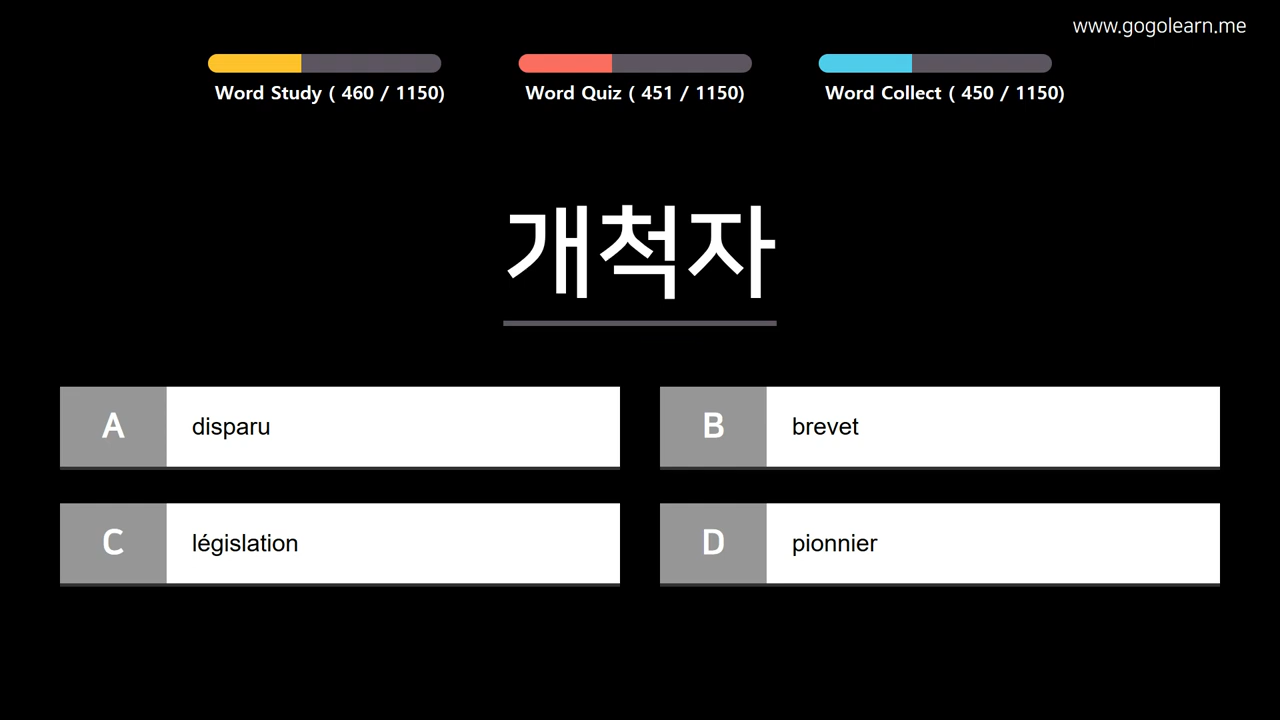 www.gogolearn.me
Word Study ( 460 / 1150)
Word Quiz ( 451 / 1150)
Word Collect ( 450 / 1150)
개척자
A disparu
B brevet
C législation
D pionnier